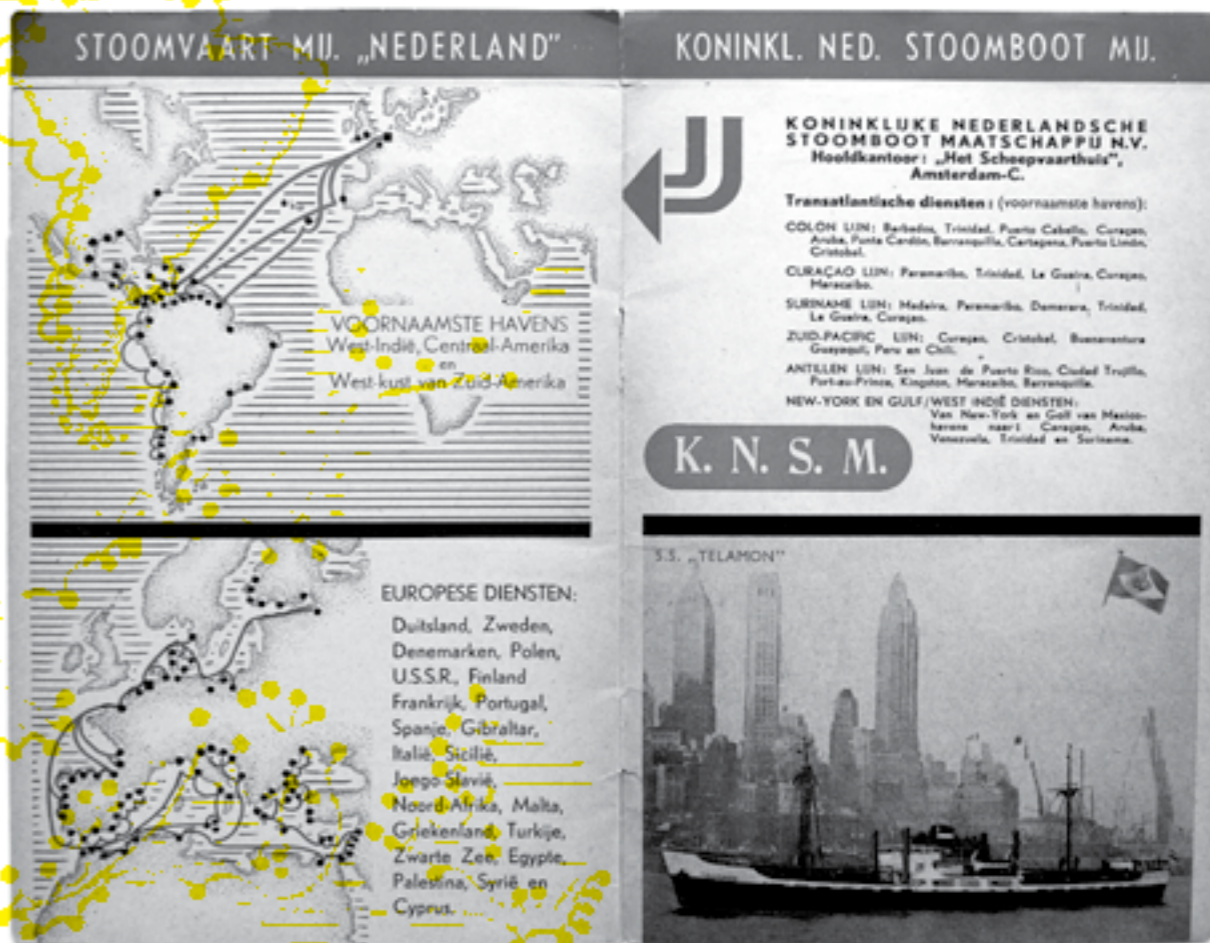 STOOMVAART MIJ. „NEDERLAND”
VOORNAAMSTE HAVENS
West-Indië, Centraal-Amerika
en
West-kust van Zuid-Amerika
EUROPESE DIENSTEN:
Duitsland, Zweden,
Denemarken, Polen,
U.S.S.R., Finland
Frankrijk, Portugal,
Spanje, Gibraltar,
Italië, Sicilië,
Joego-Slavië,
Noord-Afrika, Malta,
Griekenland, Turkije,
Zwarte Zee, Egypte,
Palestina, Syrië en
Cyprus.
KONINKL. NED. STOOMBOOT MIJ.
KONINKLIJKE NEDERLANDSCHE
STOOMBOOT MAATSCHAPPIJ N.V.
Hoofdkantoor: „Het Scheepvaarthuis”,
Amsterdam-C.
Transatlantische diensten: (voornaamste havens):
COLON LIJN: Barbados, Trinidad, Puerto Cabello, Curaçao,
Aruba, Punta Cardón, Barranquilla, Cartagena, Puerto Limón,
Cristobal.
CURAÇAO LIJN: Paramaribo, Trinidad, La Guaira, Curaçao,
Maracaibo.
SURINAME LIJN: Madeira, Paramaribo, Demerara, Trinidad,
La Guaira, Curaçao.
ZUID-PACIFIC LIJN: Curaçao, Cristobal, Buenaventura
Guayaquil, Peru en Chili.
ANTILLEN LIJN: San Juan de Puerto Rico, Ciudad Trujillo,
Port-au-Prince, Kingston, Maracaibo, Barranquilla.
NEW-YORK EN GULF/WEST INDIË DIENSTEN:
Van New-York en Golf van Mexico-
havens naar: Curaçao, Aruba,
Venezuela, Trinidad en Suriname.
K. N. S. M.
S.S. „TELAMON”